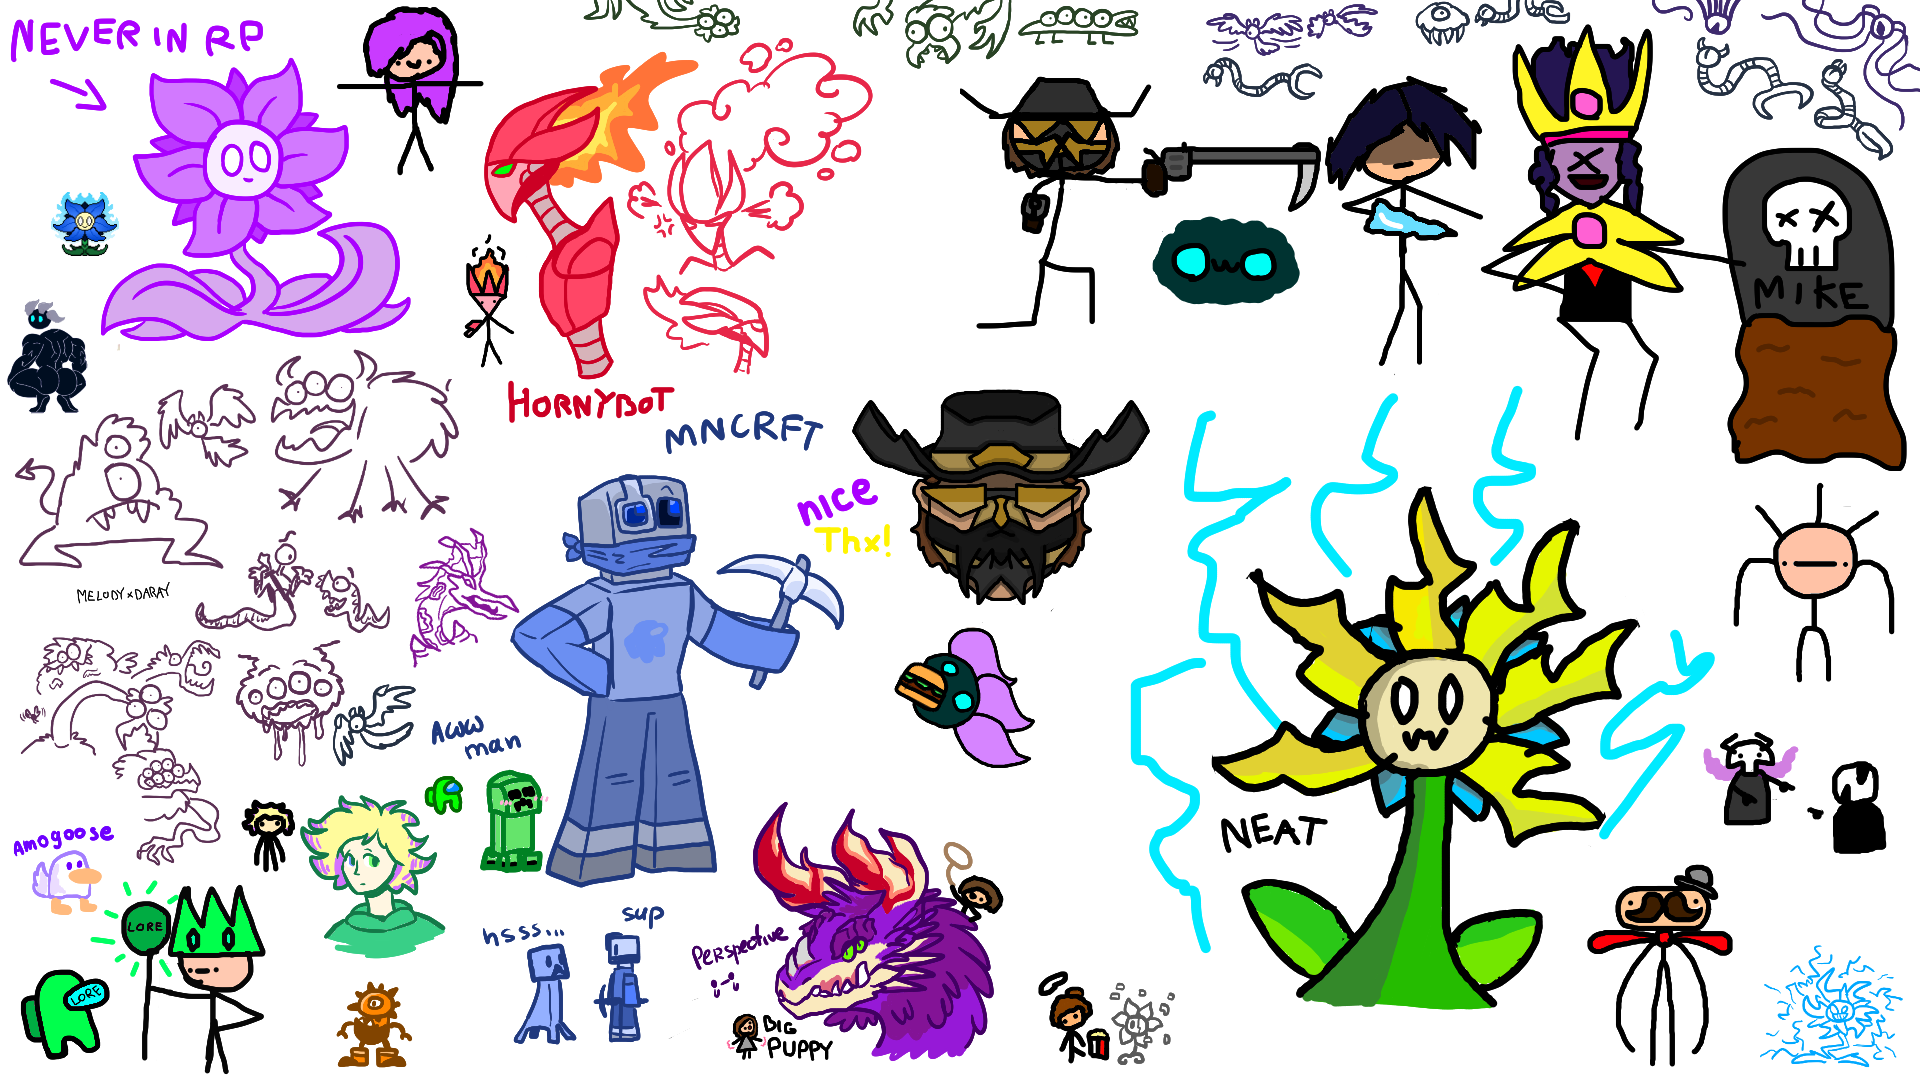 NEVER IN RP
HORNYBOT
MNCRFT
nice
Thx!
MIKE
MELODY x DARAY
Awww
man
NEAT
Amogoose
LORE
LORE
hsss...
sup
Perspective
BIG
PUPPY